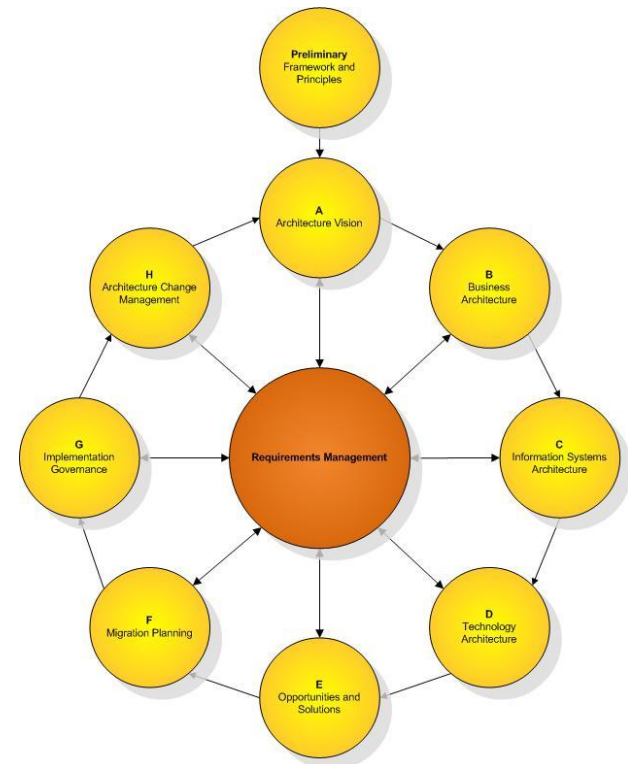 Preliminary
Framework and
Principles
A
Architecture Vision
B
Business
Architecture
C
Information Systems
Architecture
D
Technology
Architecture
E
Opportunities and
Solutions
F
Migration Planning
G
Implementation
Governance
H
Architecture Change
Management
Requirements Management